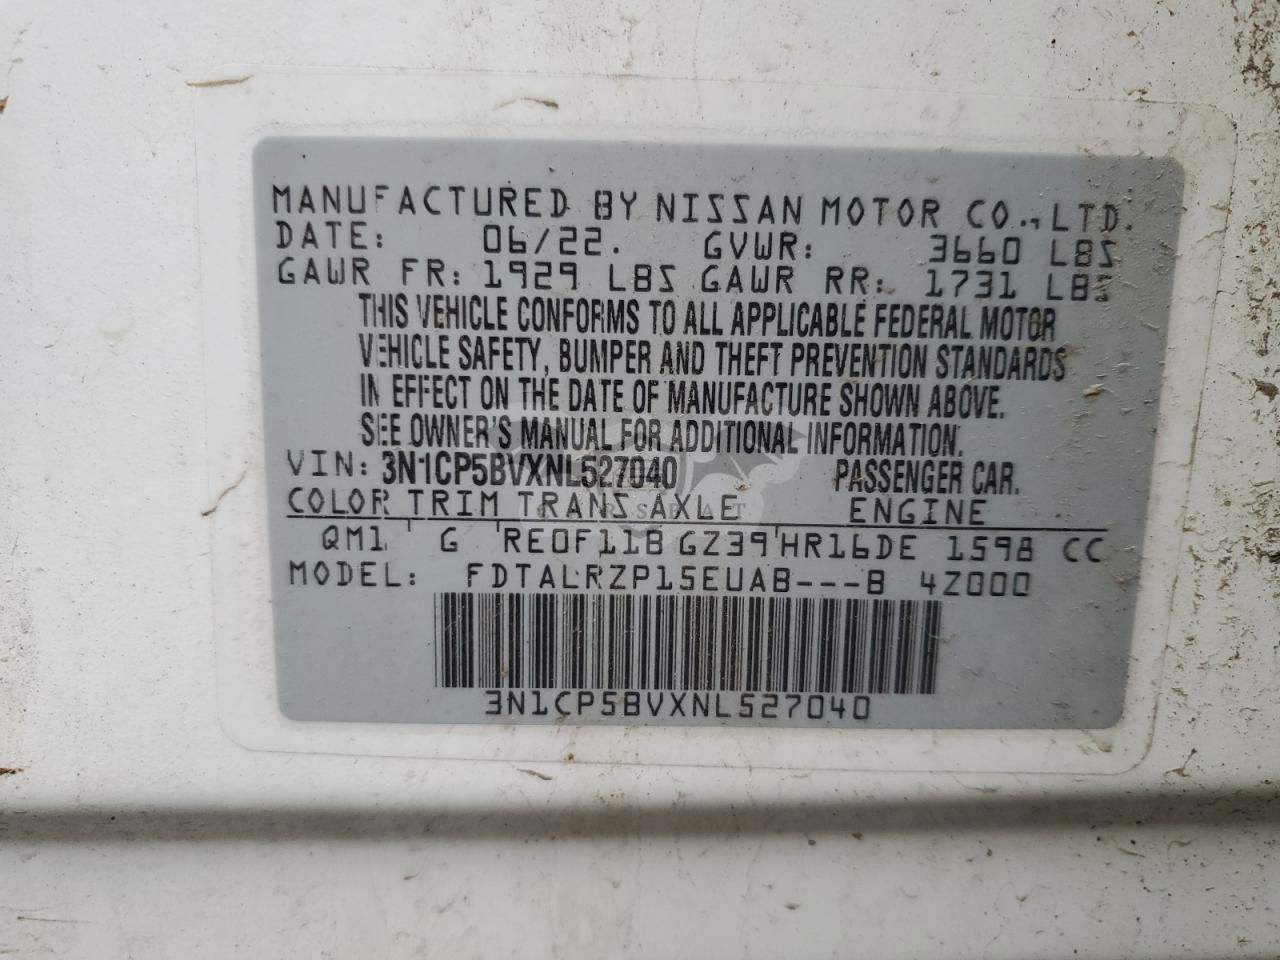 MANUFACTURED BY NISSAN MOTOR CO., LTD.
DATE: 06/22. GVWR: 3660 LBS
GAWR FR: 1929 LBS GAWR RR: 1731 LBS
THIS VEHICLE CONFORMS TO ALL APPLICABLE FEDERAL MOTOR
VEHICLE SAFETY, BUMPER AND THEFT PREVENTION STANDARDS
IN EFFECT ON THE DATE OF MANUFACTURE SHOWN ABOVE.
SEE OWNER'S MANUAL FOR ADDITIONAL INFORMATION.
VIN: 3N1CP5BVXNL527040 PASSENGER CAR.
COLOR TRIM TRANS AXLE ENGINE
QM1 G RE0F11B GZ39 HR16DE 1598 CC
MODEL: FDTALRZP15EUAB---B 4Z000
3N1CP5BVXNL527040